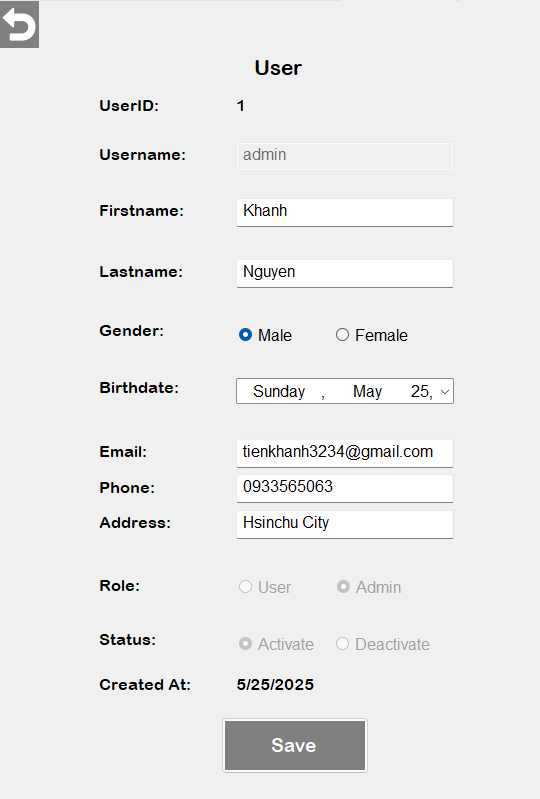 User
UserID: 1
Username: admin
Firstname: Khanh
Lastname: Nguyen
Gender: Male Female
Birthdate: Sunday , May 25,
Email: tienkhanh3234@gmail.com
Phone: 0933565063
Address: Hsinchu City
Role: User Admin
Status: Activate Deactivate
Created At: 5/25/2025
Save